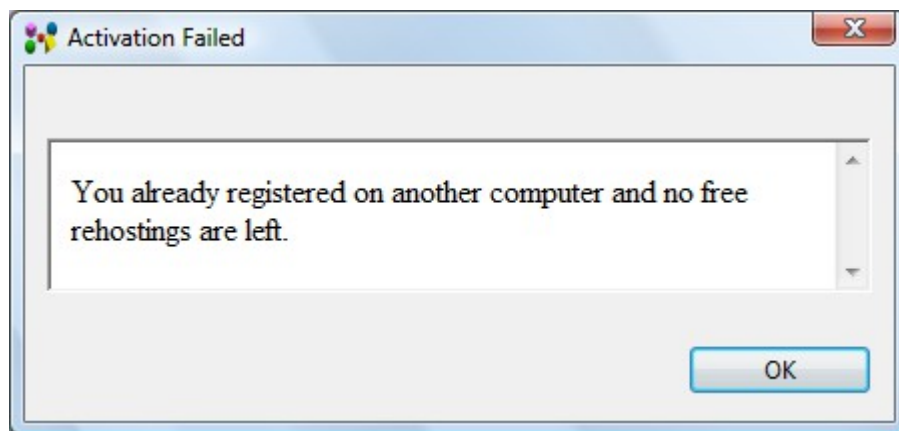 Activation Failed
You already registered on another computer and no free
rehostings are left.
OK